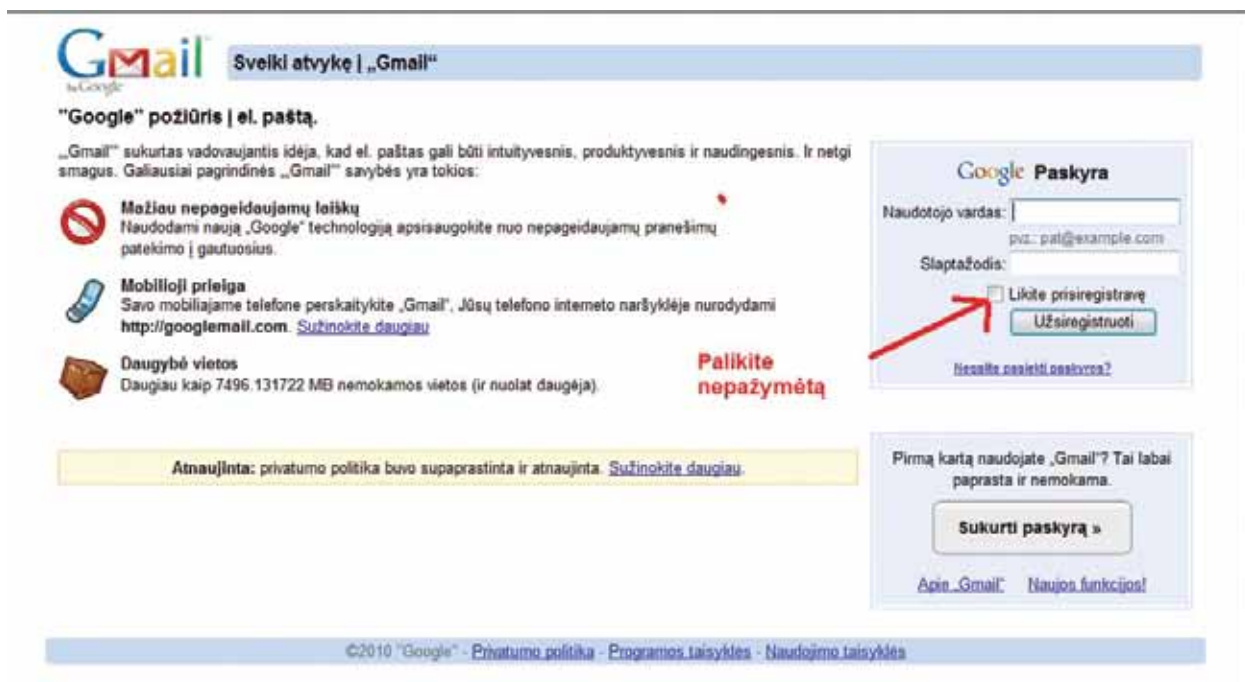 Gmail
by Google
Sveiki atvykę į „Gmail“
"Google" požiūris į el. paštą.
„Gmail“ sukurtas vadovaujantis idėja, kad el. paštas gali būti intuityvesnis, produktyvesnis ir naudingesnis. Ir netgi
smagus. Galiausiai pagrindinės „Gmail“ savybės yra tokios:
Mažiau nepageidaujamų laiškų
Naudodami naują „Google“ technologiją apsisaugokite nuo nepageidaujamų pranešimų
patekimo į gautuosius.
Mobilioji prieiga
Savo mobiliajame telefone perskaitykite „Gmail“, Jūsų telefono interneto naršyklėje nurodydami
http://googlemail.com. Sužinokite daugiau
Daugybė vietos
Daugiau kaip 7496.131722 MB nemokamos vietos (ir nuolat daugėja).
Atnaujinta: privatumo politika buvo supaprastinta ir atnaujinta. Sužinokite daugiau.
Google Paskyra
Naudotojo vardas:
pvz.: pat@example.com
Slaptažodis:
Likite prisiregistravę
Užsiregistruoti
Negalite pasiekti paskyros?
Palikite
nepažymėtą
Pirmą kartą naudojate „Gmail“? Tai labai
paprasta ir nemokama.
Sukurti paskyrą »
Apie „Gmail“ Naujos funkcijos!
©2010 "Google" - Privatumo politika - Programos taisyklės - Naudojimo taisyklės